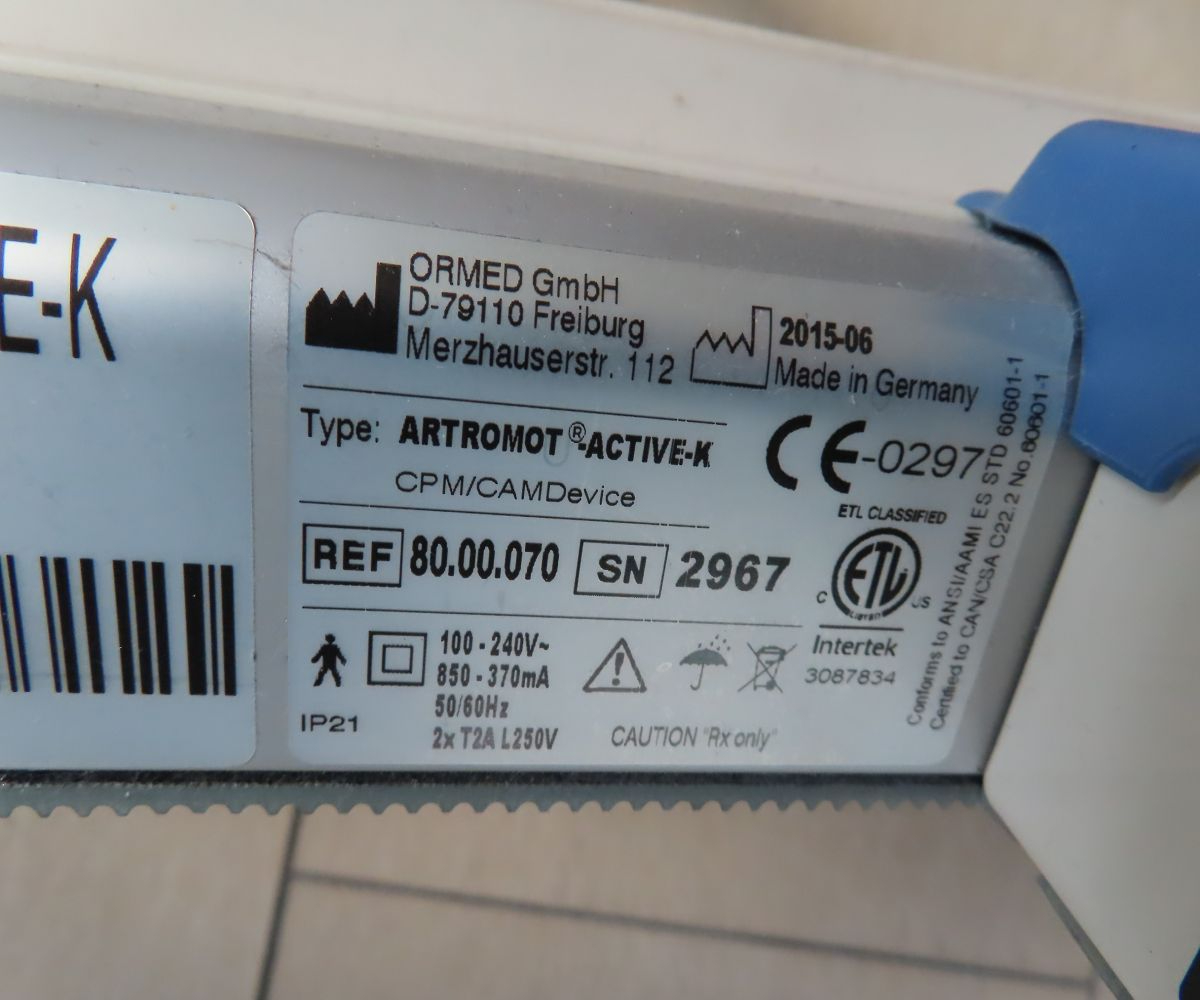 E-K
ORMED GmbH
D-79110 Freiburg
Merzhauserstr. 112
2015-06
Made in Germany
Type: ARTROMOT®-ACTIVE-K
CPM/CAMDevice
CE-0297
ETL CLASSIFIED
REF 80.00.070 SN 2967
C ETL US
LISTED
Intertek
3087834
100 - 240V~
850 - 370mA
50/60Hz
2x T2A L250V
IP21
CAUTION "Rx only"
Conforms to ANSI/AAMI ES STD 60601-1
Certified to CAN/CSA C22.2 No.60601-1